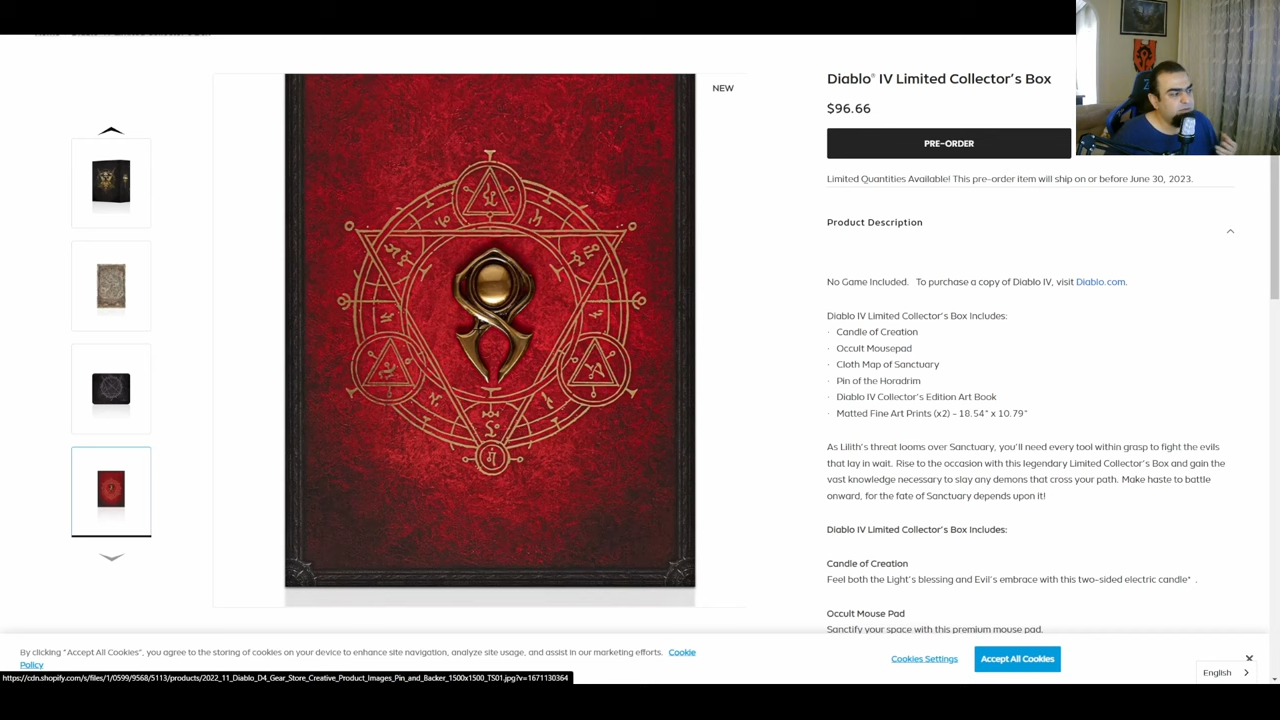 NEW
Diablo® IV Limited Collector's Box
$96.66
PRE-ORDER
Limited Quantities Available! This pre-order item will ship on or before June 30, 2023.
Product Description
No Game Included. To purchase a copy of Diablo IV, visit Diablo.com.
Diablo IV Limited Collector's Box Includes:
· Candle of Creation
· Occult Mousepad
· Cloth Map of Sanctuary
· Pin of the Horadrim
· Diablo IV Collector's Edition Art Book
· Matted Fine Art Prints (x2) – 18.54" x 10.79"
As Lilith's threat looms over Sanctuary, you'll need every tool within grasp to fight the evils
that lay in wait. Rise to the occasion with this legendary Limited Collector's Box and gain the
vast knowledge necessary to slay any demons that cross your path. Make haste to battle
onward, for the fate of Sanctuary depends upon it!
Diablo IV Limited Collector's Box Includes:
Candle of Creation
Feel both the Light's blessing and Evil's embrace with this two-sided electric candle* .
Occult Mouse Pad
Sanctify your space with this premium mouse pad.
By clicking "Accept All Cookies", you agree to the storing of cookies on your device to enhance site navigation, analyze site usage, and assist in our marketing efforts. Cookie
Policy
Cookies Settings
Accept All Cookies
English
https://cdn.shopify.com/s/files/1/0599/9568/5113/products/2022_11_Diablo_D4_Gear_Store_Creative_Product_Images_Pin_and_Backer_1500x1500_TS01.jpg?v=1671130364